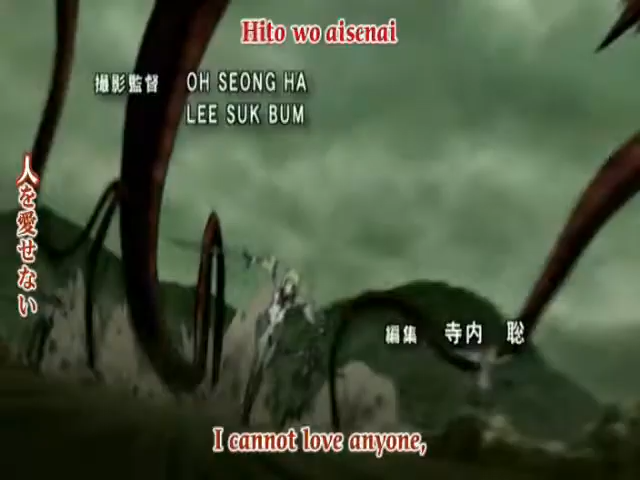 Hito wo aisenai
撮影監督 OH SEONG HA
LEE SUK BUM
人を愛せない
編集 寺内 聡
I cannot love anyone,